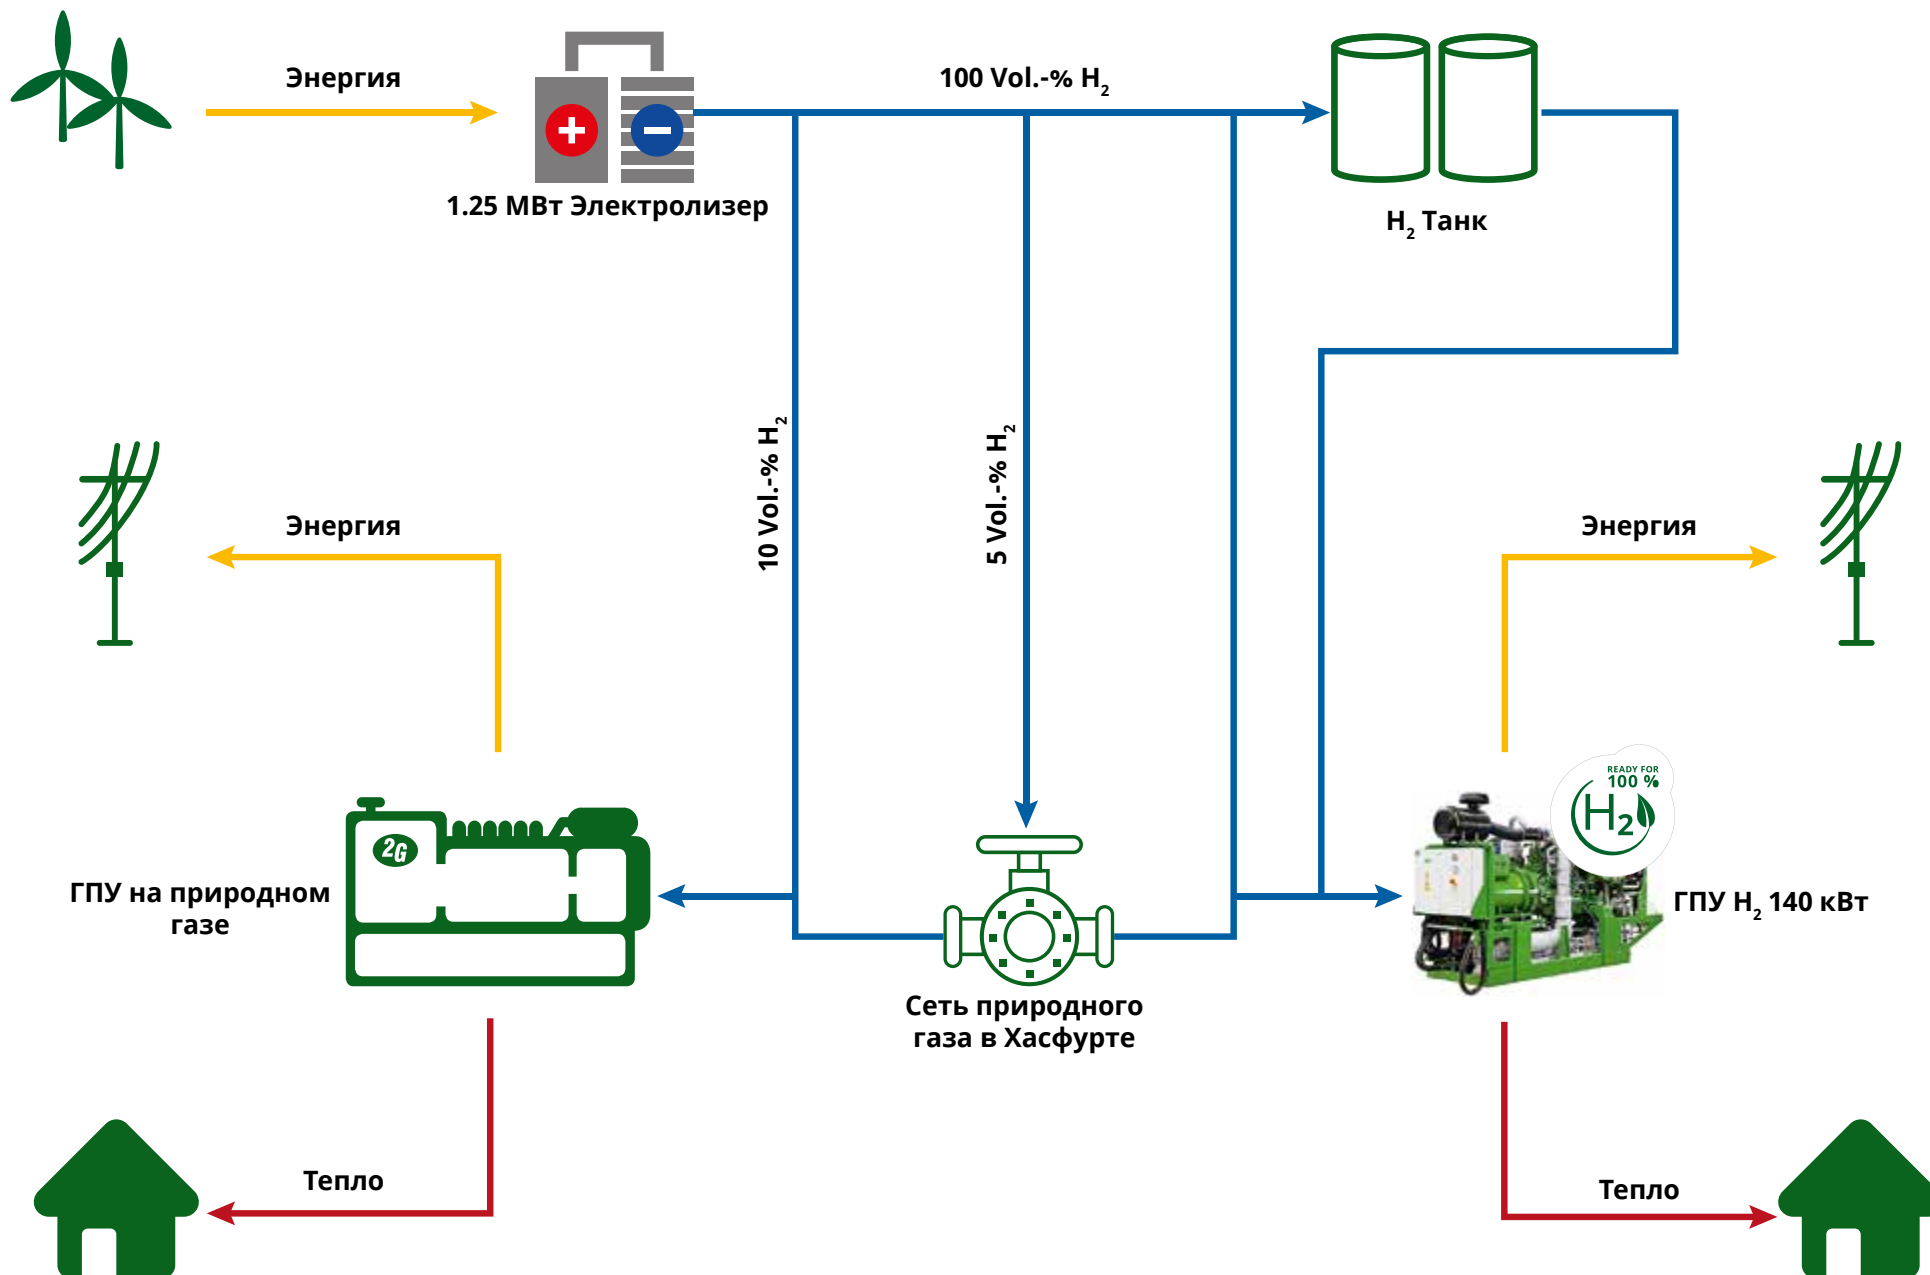 Энергия
100 Vol.-% H₂
1.25 МВт Электролизер
H₂ Танк
10 Vol.-% H₂
5 Vol.-% H₂
Энергия
Энергия
READY FOR
100 %
H₂
2G
ГПУ на природном
газе
ГПУ H₂ 140 кВт
Сеть природного
газа в Хасфурте
Тепло
Тепло